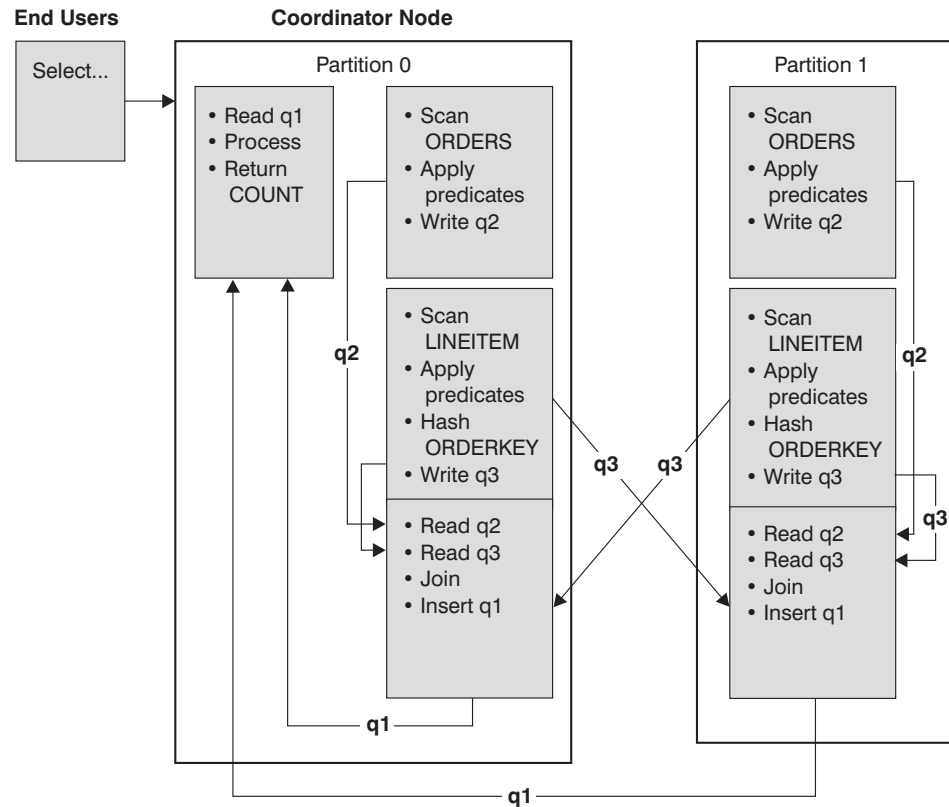 End Users
Coordinator Node
Select...
Partition 0
• Read q1
• Process
• Return
COUNT
• Scan
ORDERS
• Apply
predicates
• Write q2
q2
• Scan
LINEITEM
• Apply
predicates
• Hash
ORDERKEY
• Write q3
• Read q2
• Read q3
• Join
• Insert q1
q1
q3
q3
Partition 1
• Scan
ORDERS
• Apply
predicates
• Write q2
q2
• Scan
LINEITEM
• Apply
predicates
• Hash
ORDERKEY
• Write q3
q3
• Read q2
• Read q3
• Join
• Insert q1
q1